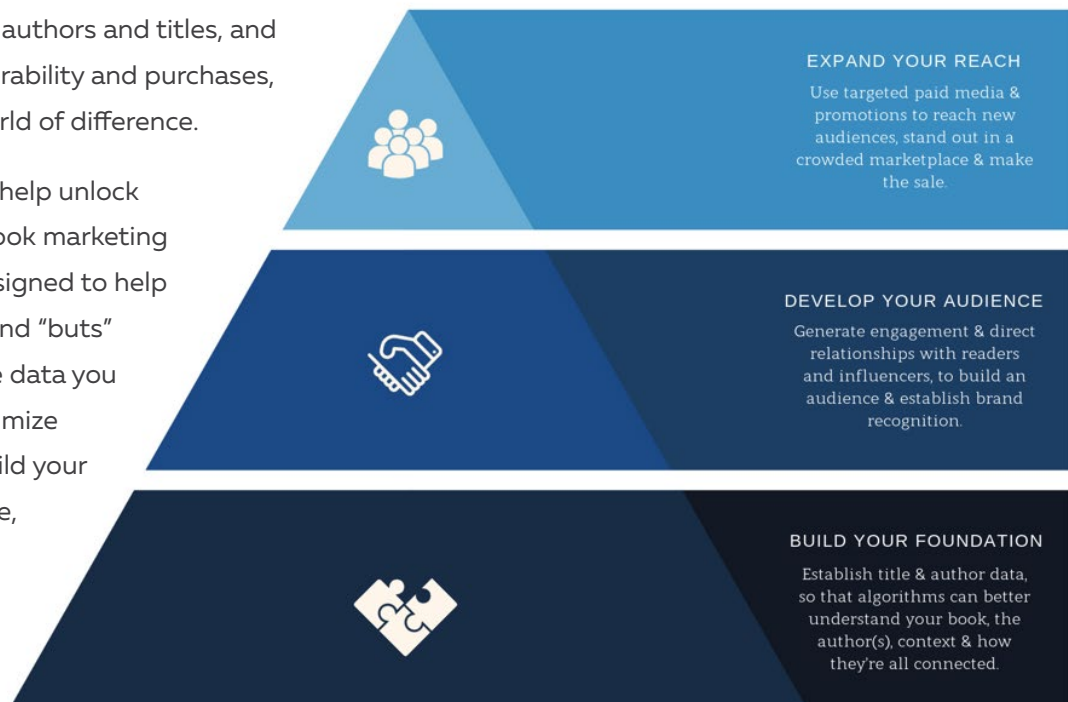 authors and titles, and
rability and purchases,
rld of difference.
help unlock
ook marketing
signed to help
nd “buts”
e data you
mize
ild your
e,
EXPAND YOUR REACH
Use targeted paid media &
promotions to reach new
audiences, stand out in a
crowded marketplace & make
the sale.
DEVELOP YOUR AUDIENCE
Generate engagement & direct
relationships with readers
and influencers, to build an
audience & establish brand
recognition.
BUILD YOUR FOUNDATION
Establish title & author data,
so that algorithms can better
understand your book, the
author(s), context & how
they're all connected.